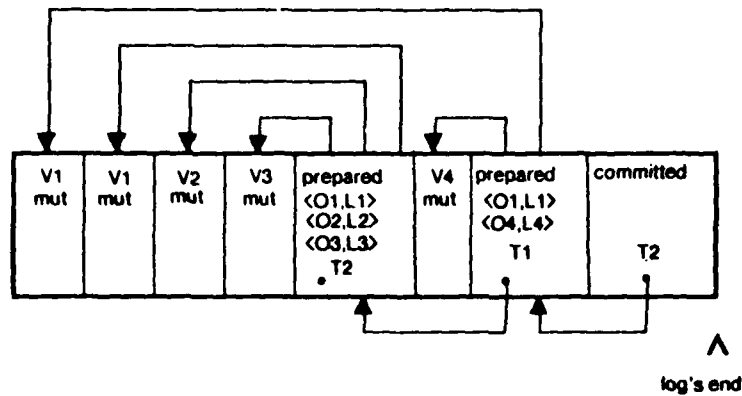 V1
mut
V1
mut
V2
mut
V3
mut
prepared
<O1,L1>
<O2,L2>
<O3,L3>
T2
V4
mut
prepared
<O1,L1>
<O4,L4>
T1
committed
T2
log's end